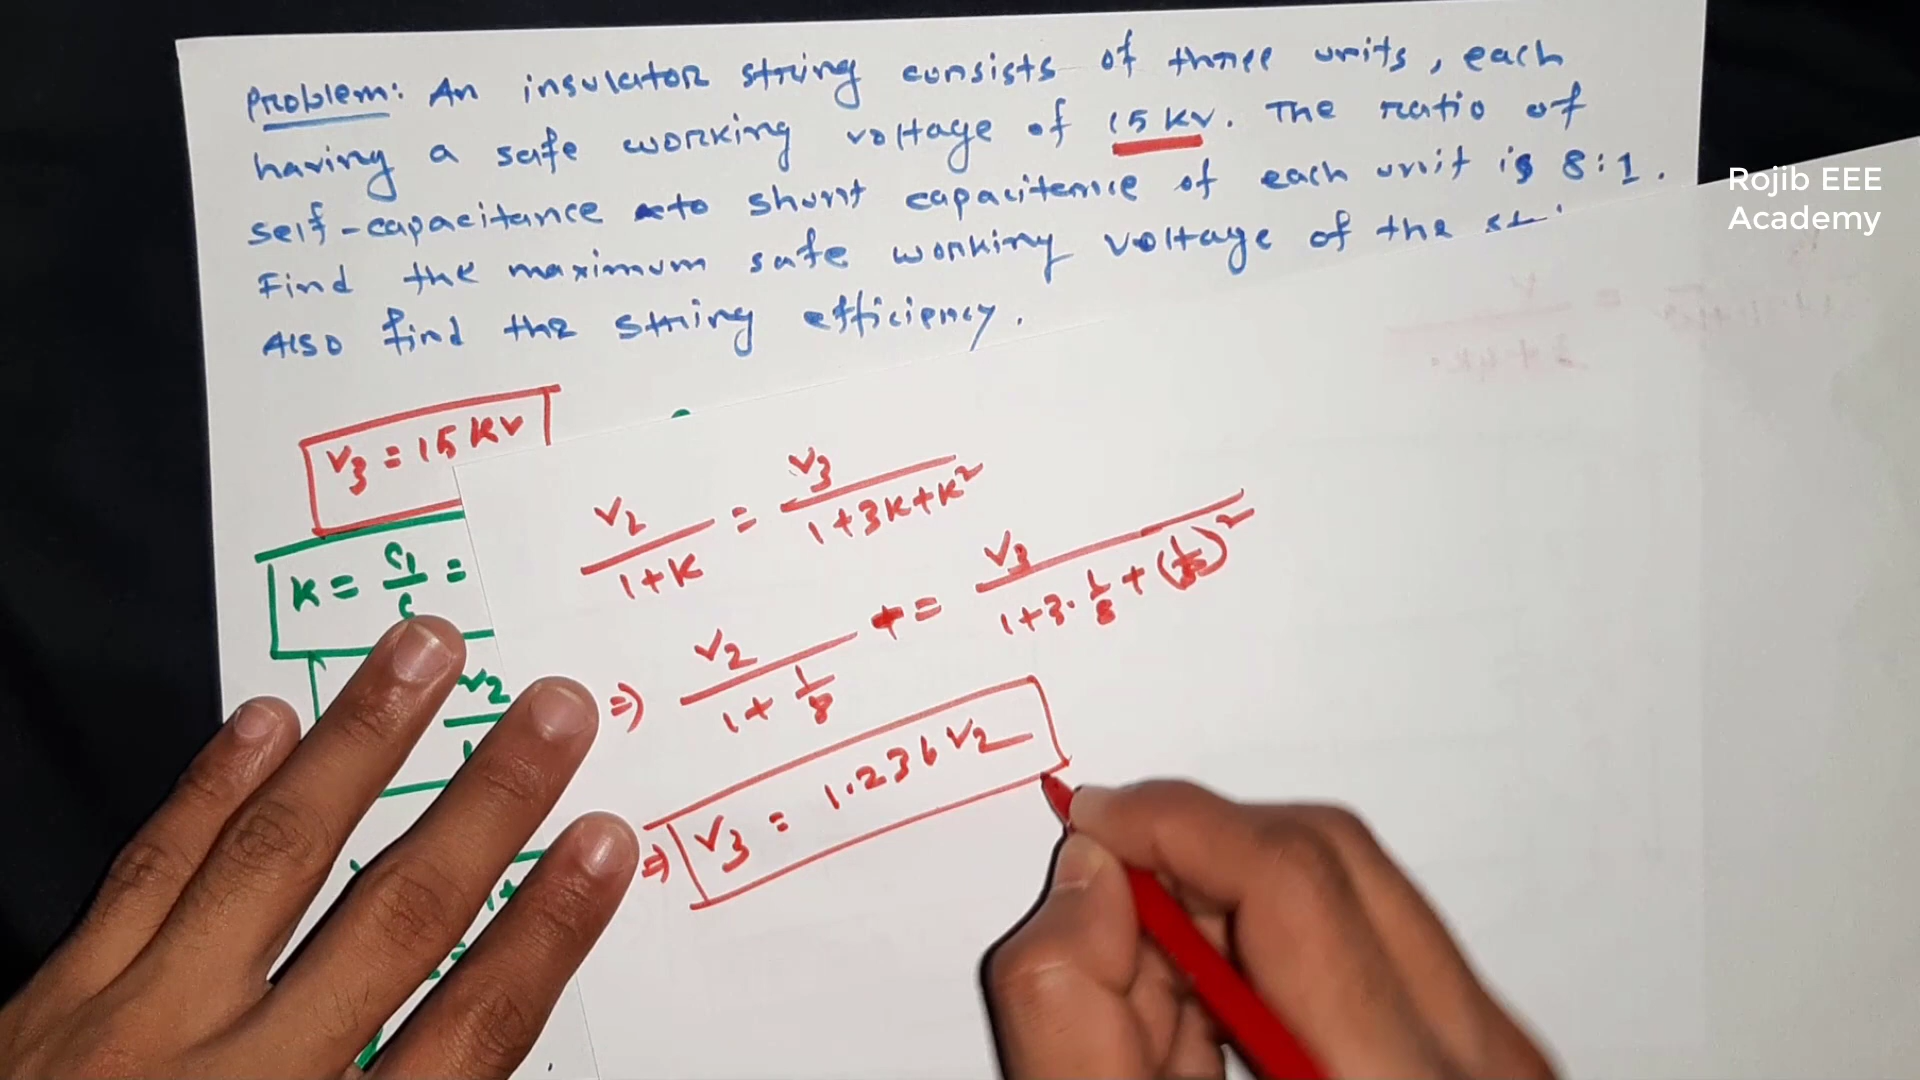 Problem: An insulator string consists of three units, each
having a safe working voltage of 15 kV. The ratio of
self-capacitance to shunt capacitance of each unit is 8:1.
Find the maximum safe working voltage of the
Also find the string efficiency.
Rojib EEE
Academy
V3 = 15 KV
K = C1/C =
V2/(1+K) = V3/(1+3K+K²)
=> V2/(1+1/8) = V3/(1+3·1/8+(1/8)²)
=> V3 = 1.236 V2
V2